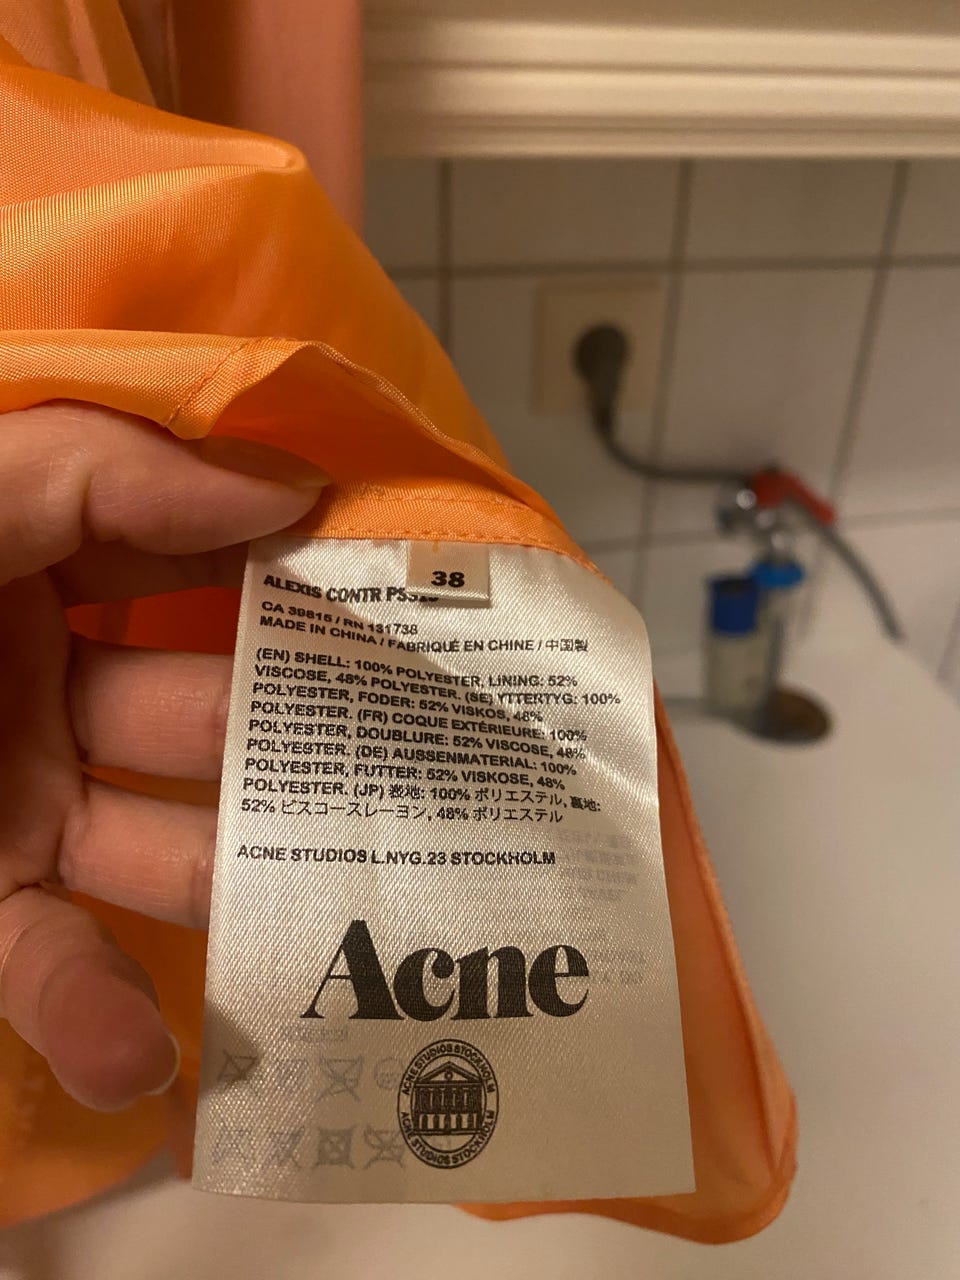 38
ALEXIS CONTR
CA 39815 / RN 131738
MADE IN CHINA / FABRIQUÉ EN CHINE / 中国製
(EN) SHELL: 100% POLYESTER, LINING: 52%
VISCOSE, 48% POLYESTER. (SE) YTTERTYG: 100%
POLYESTER, FODER: 52% VISKOS, 48%
POLYESTER. (FR) COQUE EXTÉRIEURE: 100%
POLYESTER, DOUBLURE: 52% VISCOSE, 48%
POLYESTER. (DE) AUSSENMATERIAL: 100%
POLYESTER, FUTTER: 52% VISKOSE, 48%
POLYESTER. (JP) 表地: 100% ポリエステル, 裏地:
52% ビスコースレーヨン, 48% ポリエステル
ACNE STUDIOS L.NYG.23 STOCKHOLM
Acne
ACNE STUDIOS STOCKHOLM
ACNE STUDIOS STOCKHOLM